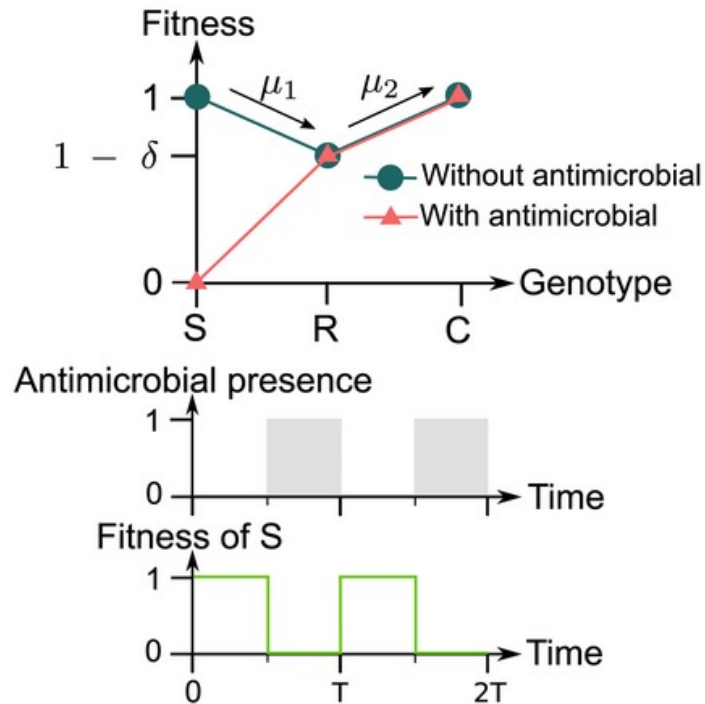 Fitness
1
μ₁
μ₂
1 − δ
Without antimicrobial
With antimicrobial
0
Genotype
S R C
Antimicrobial presence
1
0
Time
Fitness of S
1
0
Time
0 T 2T